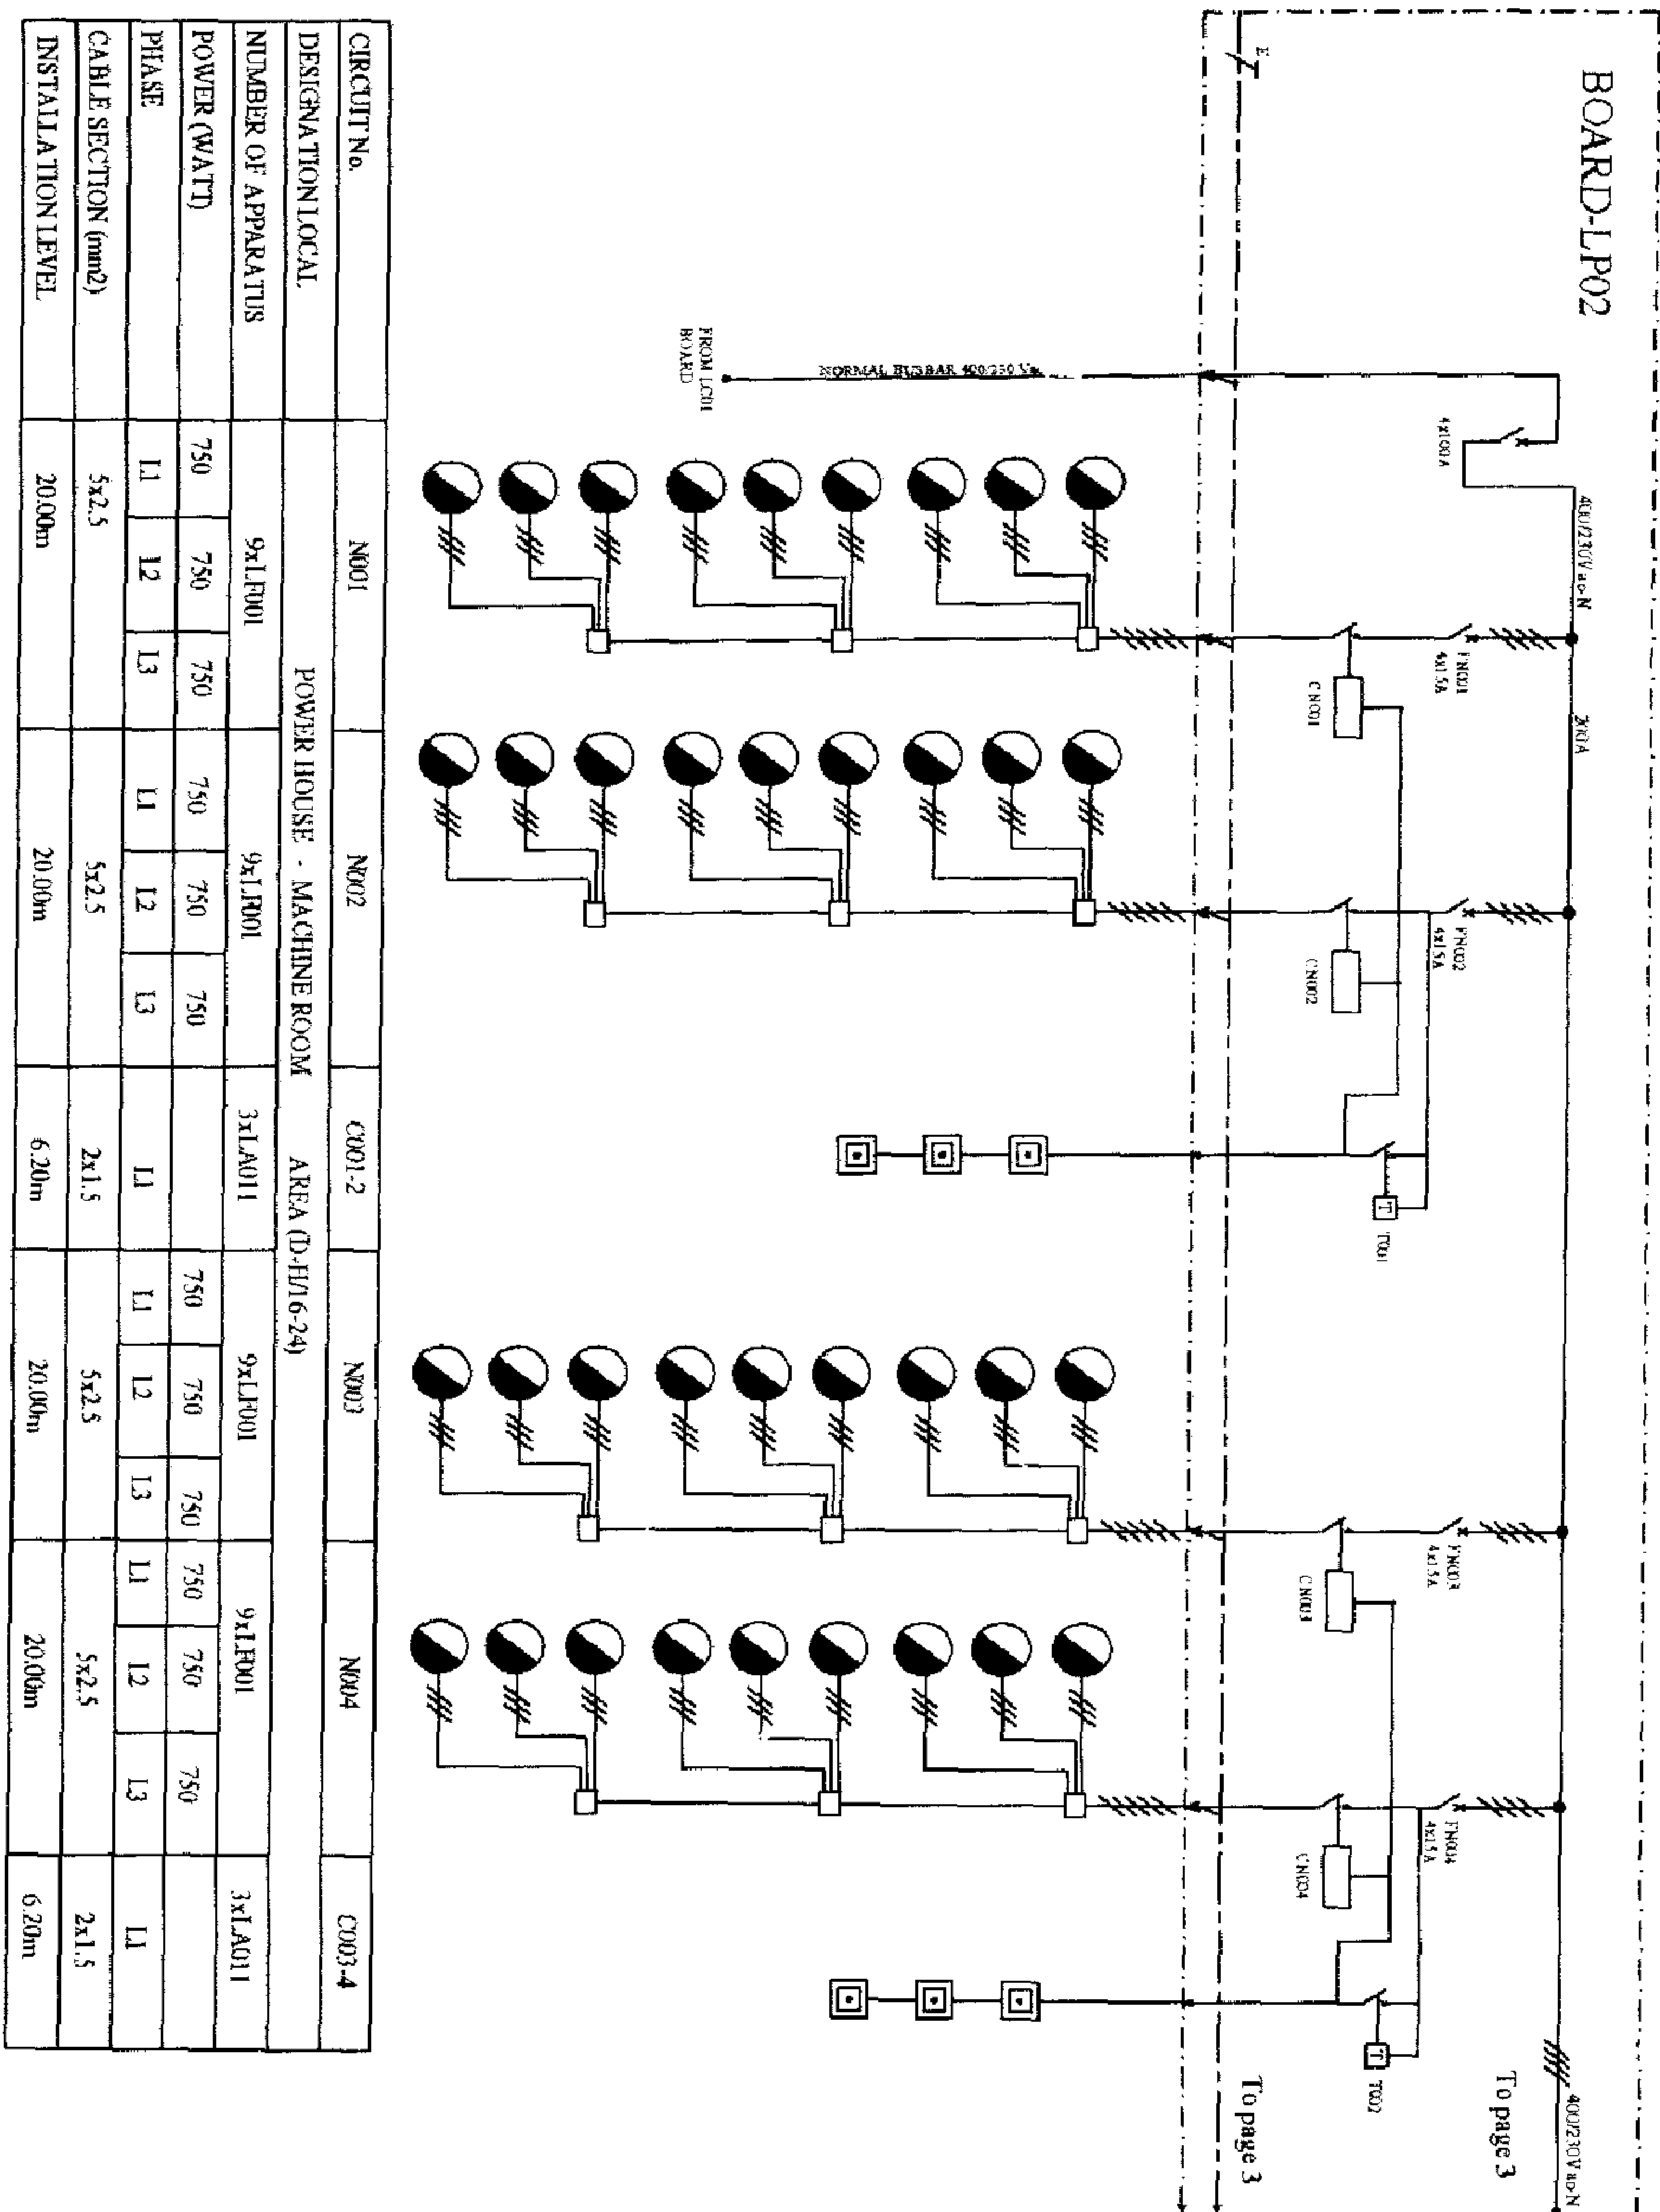 BOARD-LP02
E
FROM LC01
BOARD
NORMAL BUSBAR 400/230 Vac
4x100A
400/230Vac-N
200A
FN001
4x15A
CN001
FN002
4x15A
CN002
T
T001
FN003
4x15A
CN003
FN004
4x15A
CN004
T
T002
400/230Vac-N
To page 3
To page 3
CIRCUIT No. N001 N002 C001-2 N003 N004 C003-4
DESIGNATION LOCAL POWER HOUSE - MACHINE ROOM AREA (D-H/16-24)
NUMBER OF APPARATUS 9xLF001 9xLF001 3xLA011 9xLF001 9xLF001 3xLA011
POWER (WATT) 750 750 750 750 750 750 750 750 750 750 750 750
PHASE L1 L2 L3 L1 L2 L3 L1 L1 L2 L3 L1 L2 L3 L1
CABLE SECTION (mm2) 5x2.5 5x2.5 2x1.5 5x2.5 5x2.5 2x1.5
INSTALLATION LEVEL 20.00m 20.00m 6.20m 20.00m 20.00m 6.20m